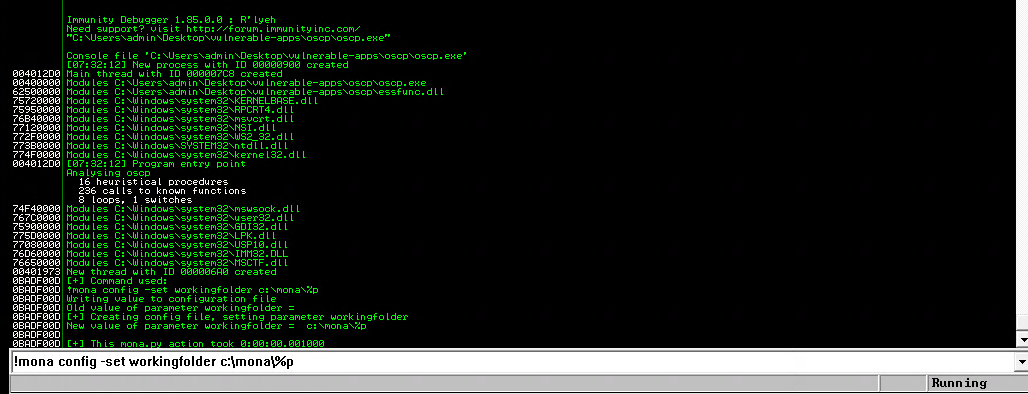 Immunity Debugger 1.85.0.0 : R'lyeh
Need support? visit http://forum.immunityinc.com/
"C:\Users\admin\Desktop\vulnerable-apps\oscp\oscp.exe"
Console file 'C:\Users\admin\Desktop\vulnerable-apps\oscp\oscp.exe'
[07:32:12] New process with ID 00000900 created
004012D0 Main thread with ID 000007C8 created
00400000 Modules C:\Users\admin\Desktop\vulnerable-apps\oscp\oscp.exe
62500000 Modules C:\Users\admin\Desktop\vulnerable-apps\oscp\essfunc.dll
75720000 Modules C:\Windows\system32\KERNELBASE.dll
75950000 Modules C:\Windows\system32\RPCRT4.dll
76B40000 Modules C:\Windows\system32\msvcrt.dll
77120000 Modules C:\Windows\system32\NSI.dll
772F0000 Modules C:\Windows\system32\WS2_32.dll
773B0000 Modules C:\Windows\SYSTEM32\ntdll.dll
774F0000 Modules C:\Windows\system32\kernel32.dll
004012D0 [07:32:12] Program entry point
Analysing oscp
16 heuristical procedures
236 calls to known functions
8 loops, 1 switches
74F40000 Modules C:\Windows\system32\mswsock.dll
767C0000 Modules C:\Windows\system32\user32.dll
75900000 Modules C:\Windows\system32\GDI32.dll
775D0000 Modules C:\Windows\system32\LPK.dll
77080000 Modules C:\Windows\system32\USP10.dll
76D60000 Modules C:\Windows\system32\IMM32.DLL
76650000 Modules C:\Windows\system32\MSCTF.dll
00401973 New thread with ID 000006A0 created
0BADF00D [+] Command used:
0BADF00D !mona config -set workingfolder c:\mona\%p
0BADF00D Writing value to configuration file
0BADF00D Old value of parameter workingfolder =
0BADF00D [+] Creating config file, setting parameter workingfolder
0BADF00D New value of parameter workingfolder =  c:\mona\%p
0BADF00D
0BADF00D [+] This mona.py action took 0:00:00.001000
!mona config -set workingfolder c:\mona\%p
Running